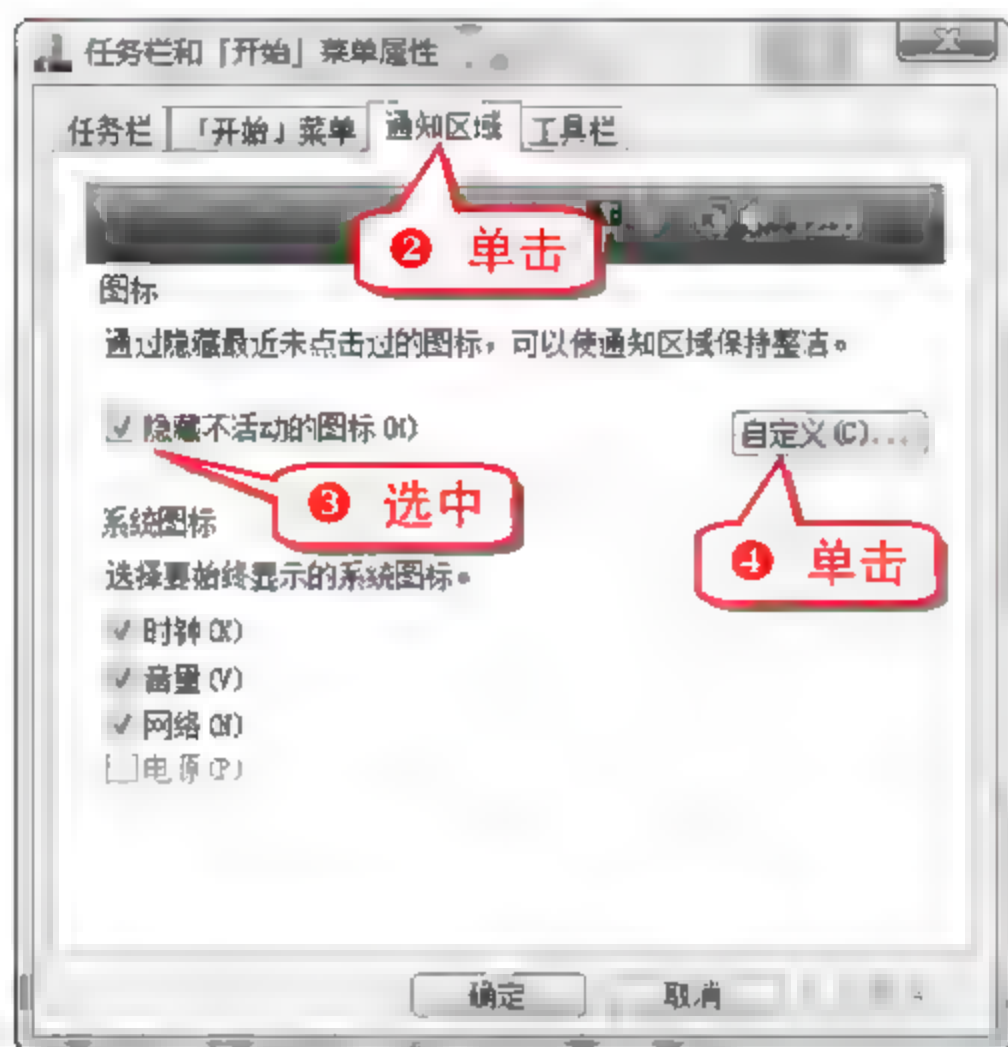 任务栏和「开始」菜单属性
任务栏 「开始」菜单 通知区域 工具栏
❷ 单击
图标
通过隐藏最近未点击过的图标，可以使通知区域保持整洁。
隐藏不活动的图标(H) 自定义(C)...
❸ 选中
系统图标
❹ 单击
选择要始终显示的系统图标。
时钟(K)
音量(V)
网络(N)
电源(P)
确定 取消